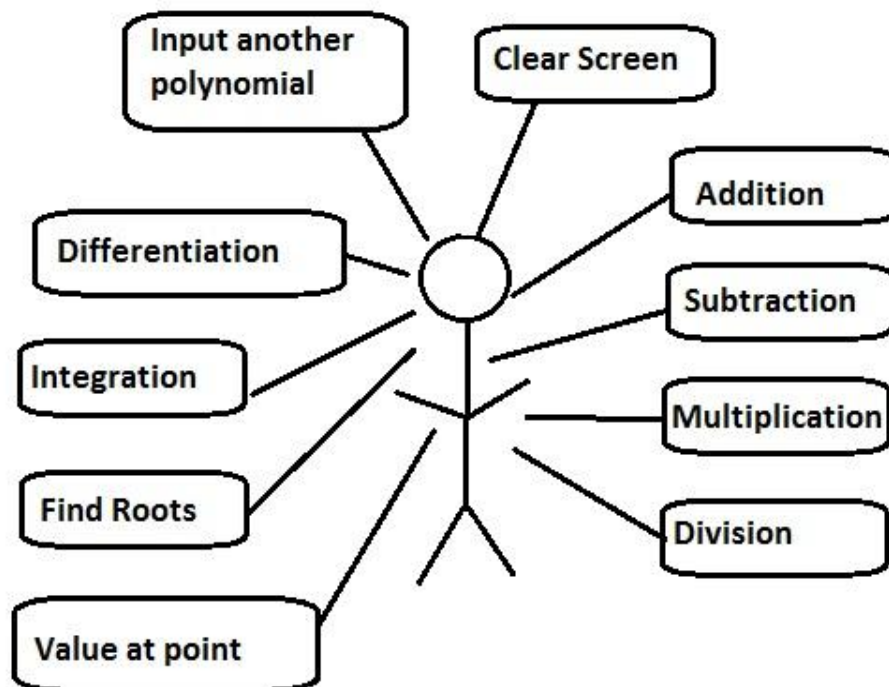 Input another
polynomial
Clear Screen
Addition
Differentiation
Subtraction
Integration
Multiplication
Find Roots
Division
Value at point